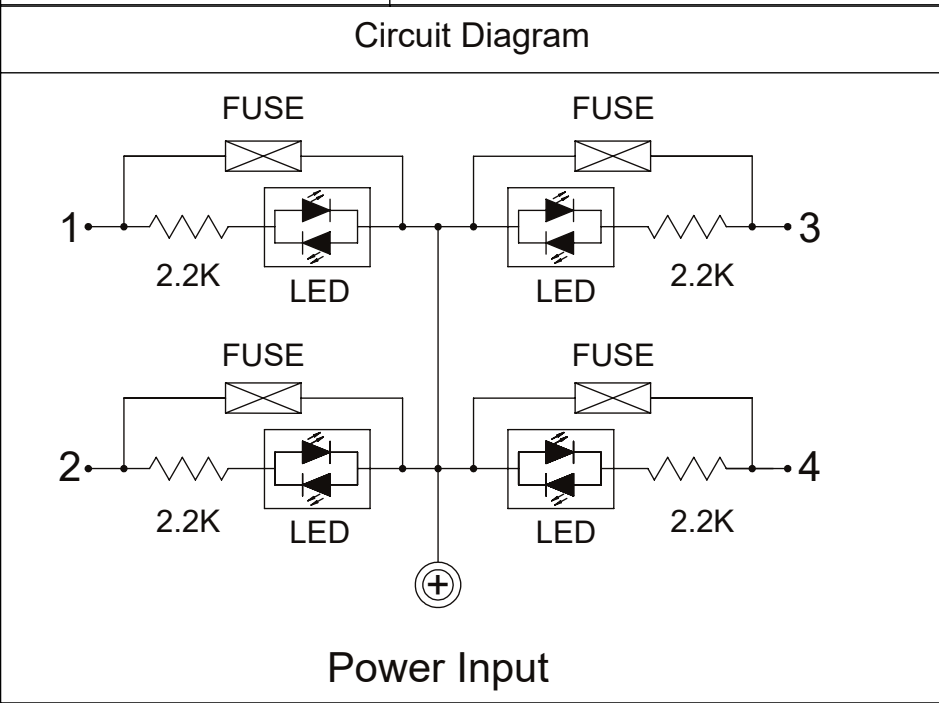 Circuit Diagram
FUSE FUSE
1 3
2.2K LED LED 2.2K
FUSE FUSE
2 4
2.2K LED LED 2.2K
+
Power Input